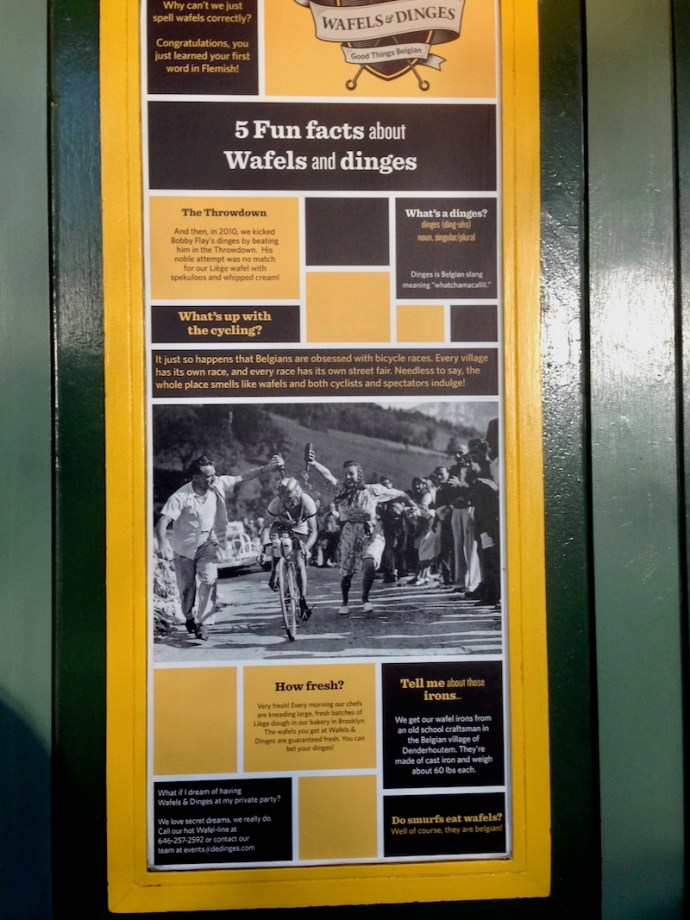 Why can't we just
spell wafels correctly?
Congratulations, you
just learned your first
word in Flemish!
WAFELS & DINGES
Good Things Belgian
5 Fun facts about
Wafels and dinges
The Throwdown
And then, in 2010, we kicked
Bobby Flay's dinges by beating
him in the Throwdown. His
noble attempt was no match
for our Liège wafel with
spekuloos and whipped cream!
What's a dinges?
dinges (ding-ehs)
noun, singular/plural
Dinges is Belgian slang
meaning "whatchamacallit."
What's up with
the cycling?
It just so happens that Belgians are obsessed with bicycle races. Every village
has its own race, and every race has its own street fair. Needless to say, the
whole place smells like wafels and both cyclists and spectators indulge!
How fresh?
Very fresh! Every morning our chefs
are kneading large, fresh batches of
Liège dough in our bakery in Brooklyn.
The wafels you get at Wafels &
Dinges are guaranteed fresh. You can
bet your dinges!
Tell me about those
irons...
We get our wafel irons from
an old school craftsman in
the Belgian village of
Denderhoutem. They're
made of cast iron and weigh
about 60 lbs each.
What if I dream of having
Wafels & Dinges at my private party?
We love secret dreams, we really do.
Call our hot Wafel-line at
646-257-2592 or contact our
team at events@dedinges.com
Do smurfs eat wafels?
Well of course, they are belgian!